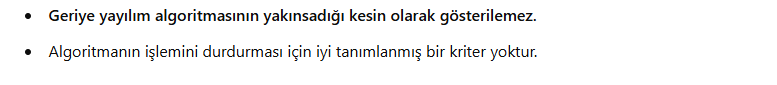 • Geriye yayılım algoritmasının yakınsadığı kesin olarak gösterilemez.
• Algoritmanın işlemini durdurması için iyi tanımlanmış bir kriter yoktur.